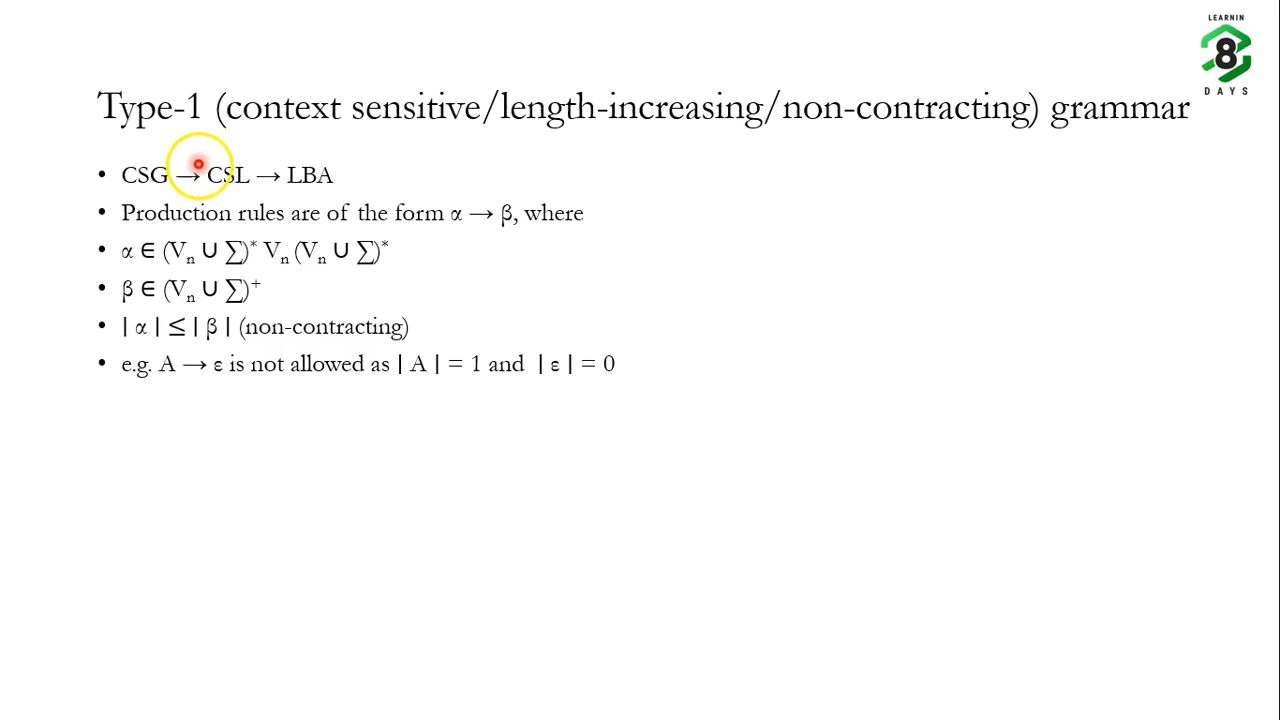 LEARNIN
8
DAYS
Type-1 (context sensitive/length-increasing/non-contracting) grammar
• CSG → CSL → LBA
• Production rules are of the form α → β, where
• α ∈ (Vₙ ∪ ∑)* Vₙ (Vₙ ∪ ∑)*
• β ∈ (Vₙ ∪ ∑)⁺
• | α | ≤ | β | (non-contracting)
• e.g. A → ε is not allowed as | A | = 1 and | ε | = 0